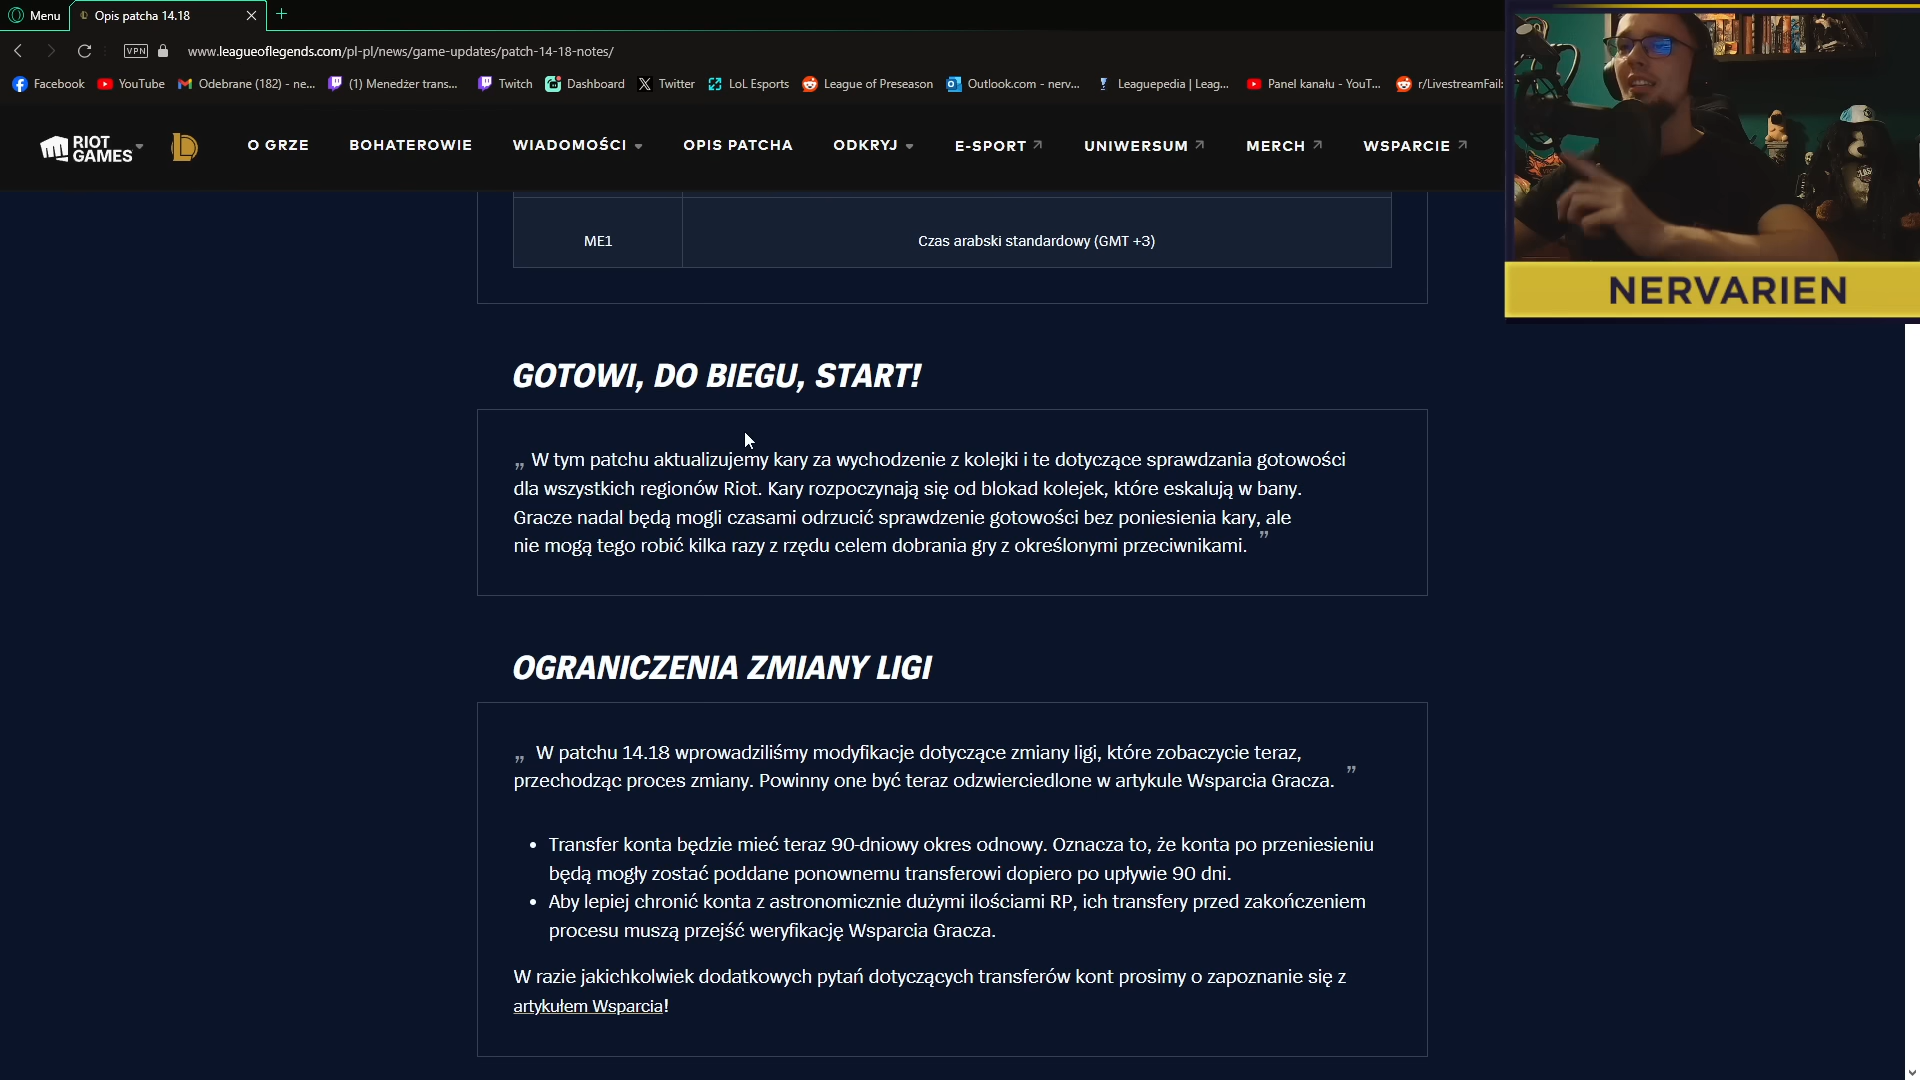 Menu
Opis patcha 14.18
VPN
www.leagueoflegends.com/pl-pl/news/game-updates/patch-14-18-notes/
Facebook
YouTube
Odebrane (182) - ne...
(1) Menedżer trans...
Twitch
Dashboard
Twitter
LoL Esports
League of Preseason
Outlook.com - nerv...
Leaguepedia | Leag...
Panel kanału - YouT...
r/LivestreamFail:
RIOT
GAMES
O GRZE
BOHATEROWIE
WIADOMOŚCI
OPIS PATCHA
ODKRYJ
E-SPORT
UNIWERSUM
MERCH
WSPARCIE
NERVARIEN
ME1
Czas arabski standardowy (GMT +3)
GOTOWI, DO BIEGU, START!
„ W tym patchu aktualizujemy kary za wychodzenie z kolejki i te dotyczące sprawdzania gotowości
dla wszystkich regionów Riot. Kary rozpoczynają się od blokad kolejek, które eskalują w bany.
Gracze nadal będą mogli czasami odrzucić sprawdzenie gotowości bez poniesienia kary, ale
nie mogą tego robić kilka razy z rzędu celem dobrania gry z określonymi przeciwnikami. ”
OGRANICZENIA ZMIANY LIGI
„ W patchu 14.18 wprowadziliśmy modyfikacje dotyczące zmiany ligi, które zobaczycie teraz,
przechodząc proces zmiany. Powinny one być teraz odzwierciedlone w artykule Wsparcia Gracza. ”
• Transfer konta będzie mieć teraz 90-dniowy okres odnowy. Oznacza to, że konta po przeniesieniu
będą mogły zostać poddane ponownemu transferowi dopiero po upływie 90 dni.
• Aby lepiej chronić konta z astronomicznie dużymi ilościami RP, ich transfery przed zakończeniem
procesu muszą przejść weryfikację Wsparcia Gracza.
W razie jakichkolwiek dodatkowych pytań dotyczących transferów kont prosimy o zapoznanie się z
artykułem Wsparcia!